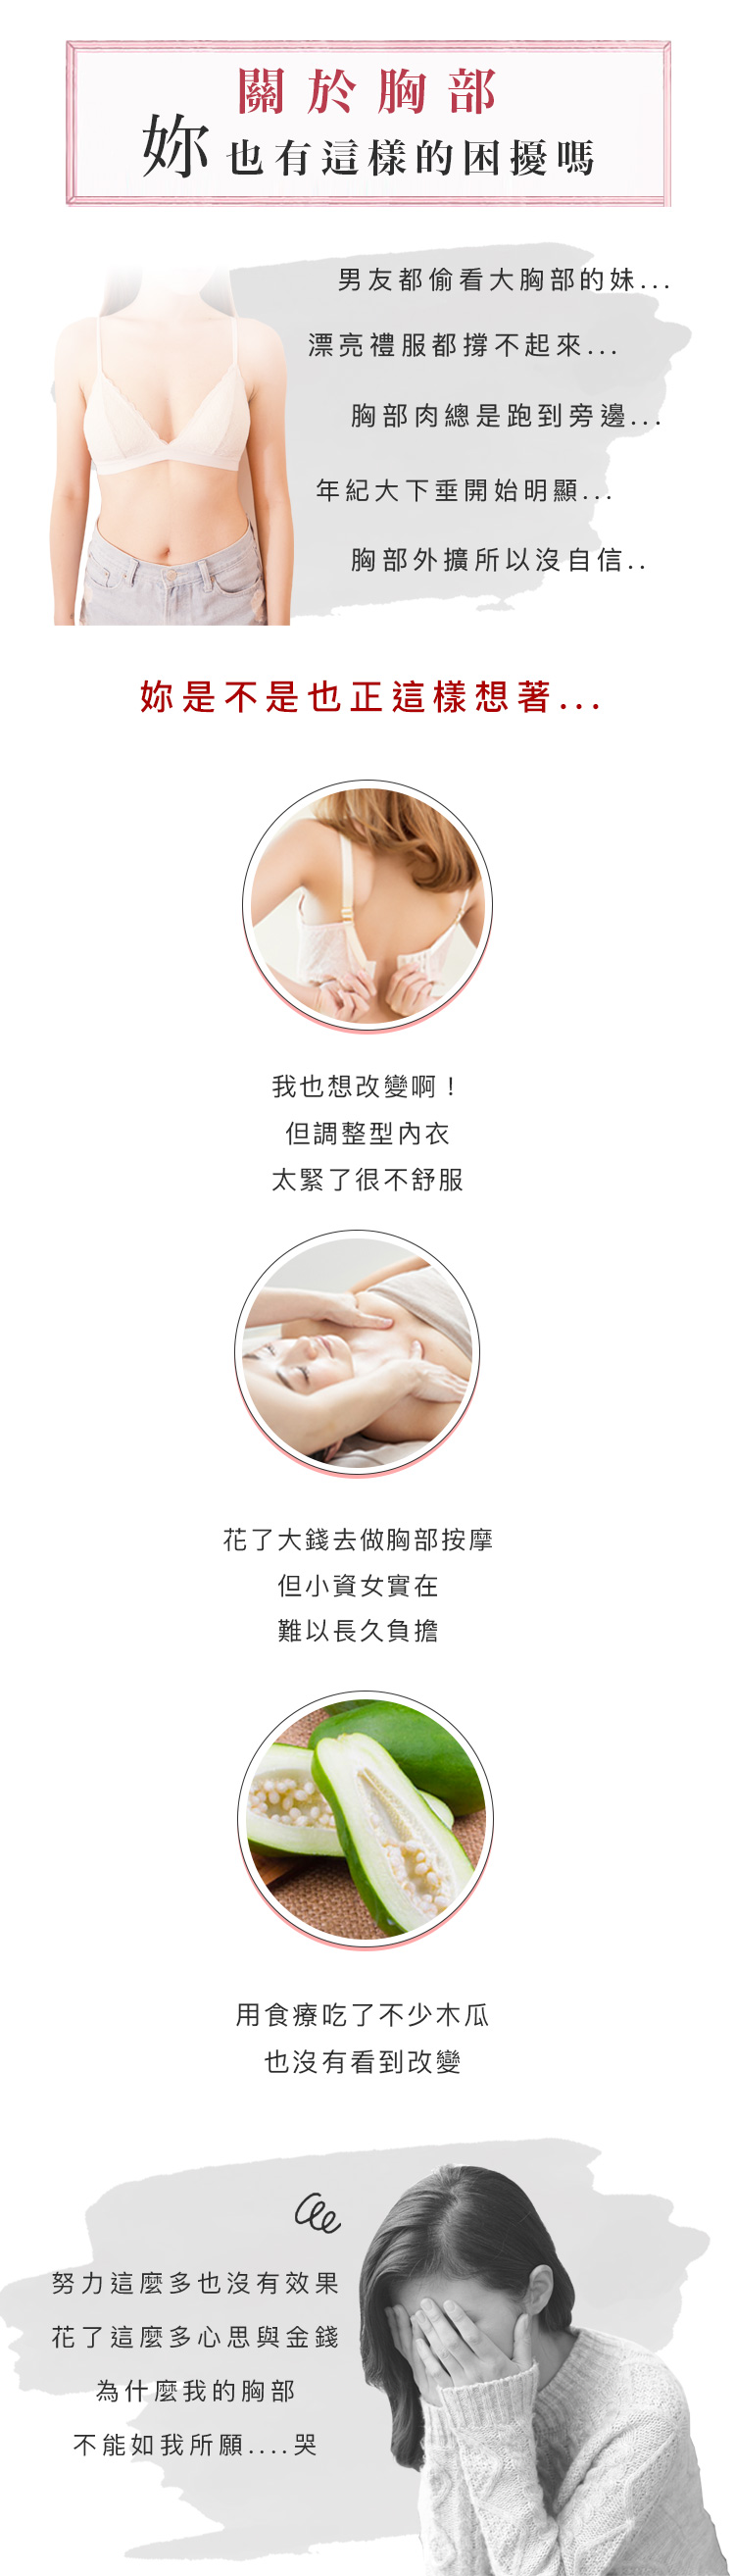 關於胸部
妳也有這樣的困擾嗎
男友都偷看大胸部的妹...
漂亮禮服都撐不起來...
胸部肉總是跑到旁邊...
年紀大下垂開始明顯...
胸部外擴所以沒自信..
妳是不是也正這樣想著...
我也想改變啊！
但調整型內衣
太緊了很不舒服
花了大錢去做胸部按摩
但小資女實在
難以長久負擔
用食療吃了不少木瓜
也沒有看到改變
努力這麼多也沒有效果
花了這麼多心思與金錢
為什麼我的胸部
不能如我所願....哭